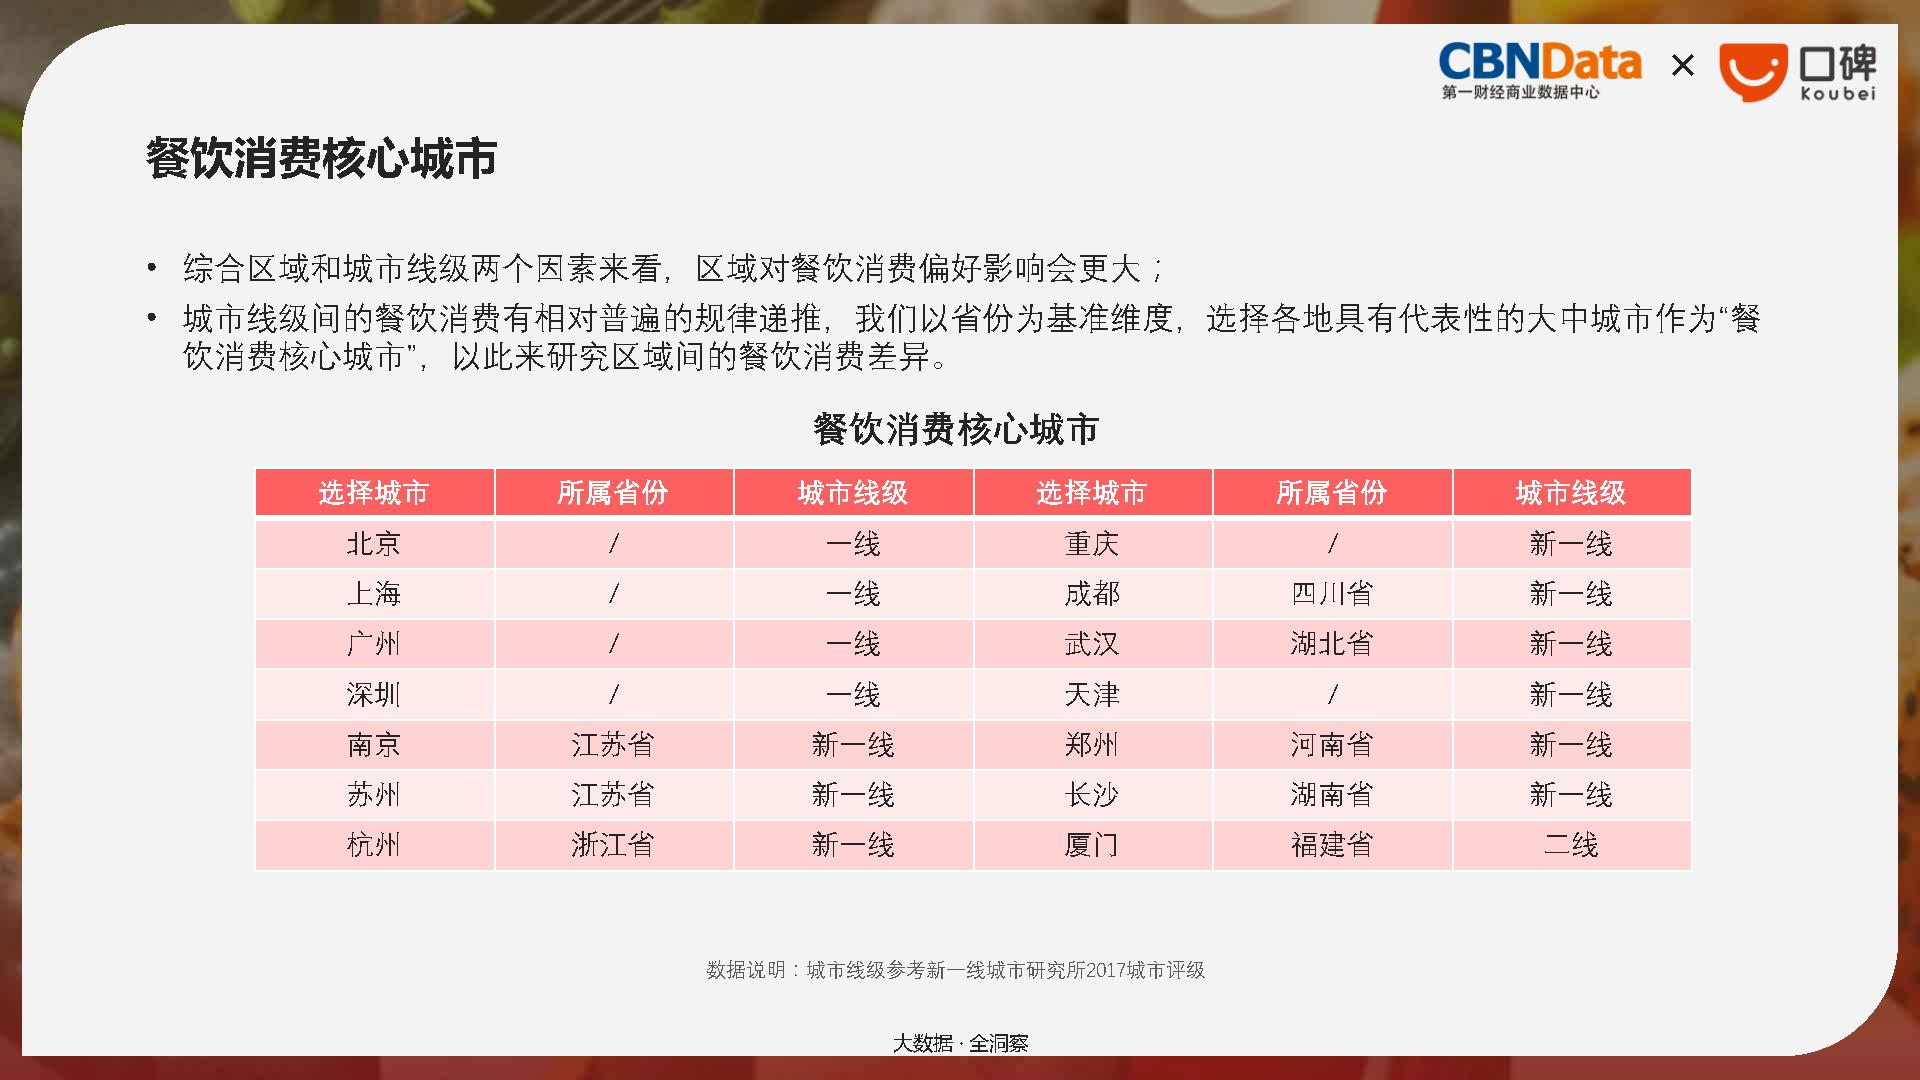 CBNData
第一财经商业数据中心
×
口碑
Koubei
餐饮消费核心城市
• 综合区域和城市线级两个因素来看，区域对餐饮消费偏好影响会更大；
• 城市线级间的餐饮消费有相对普遍的规律递推，我们以省份为基准维度，选择各地具有代表性的大中城市作为“餐
饮消费核心城市”，以此来研究区域间的餐饮消费差异。
餐饮消费核心城市
选择城市 所属省份 城市线级 选择城市 所属省份 城市线级
北京 / 一线 重庆 / 新一线
上海 / 一线 成都 四川省 新一线
广州 / 一线 武汉 湖北省 新一线
深圳 / 一线 天津 / 新一线
南京 江苏省 新一线 郑州 河南省 新一线
苏州 江苏省 新一线 长沙 湖南省 新一线
杭州 浙江省 新一线 厦门 福建省 二线
数据说明：城市线级参考新一线城市研究所2017城市评级
大数据·全洞察